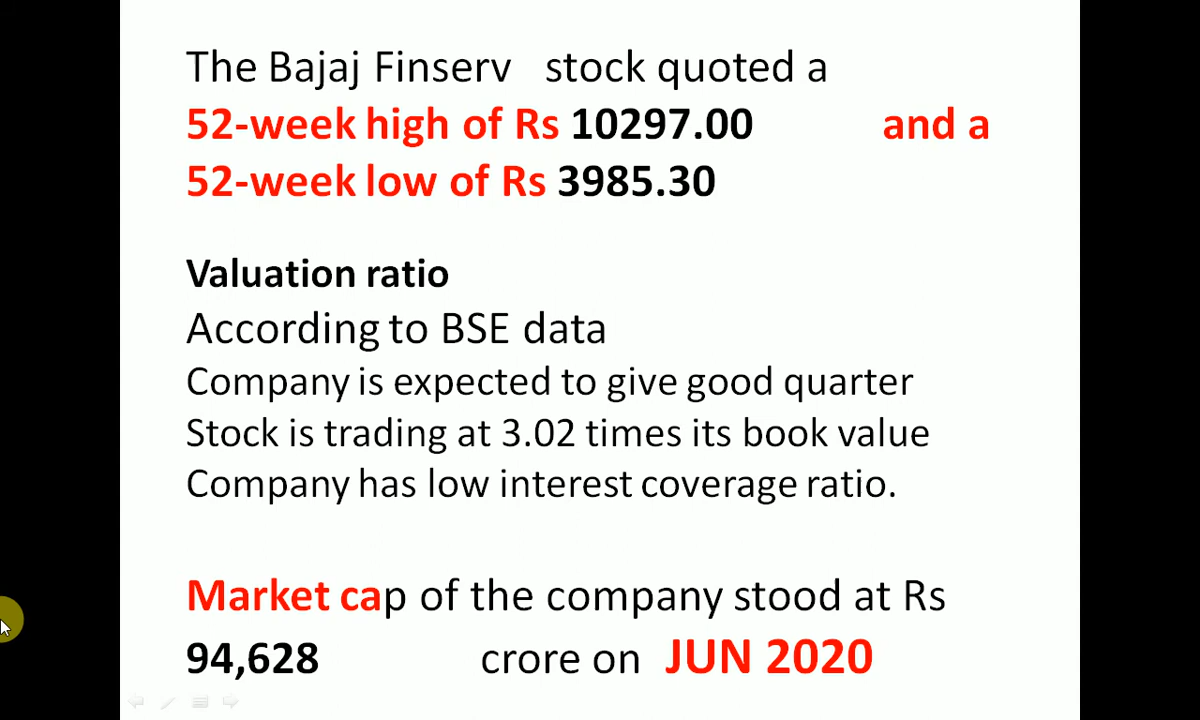 The Bajaj Finserv stock quoted a
52-week high of Rs 10297.00 and a
52-week low of Rs 3985.30
Valuation ratio
According to BSE data
Company is expected to give good quarter
Stock is trading at 3.02 times its book value
Company has low interest coverage ratio.
Market cap of the company stood at Rs
94,628 crore on JUN 2020